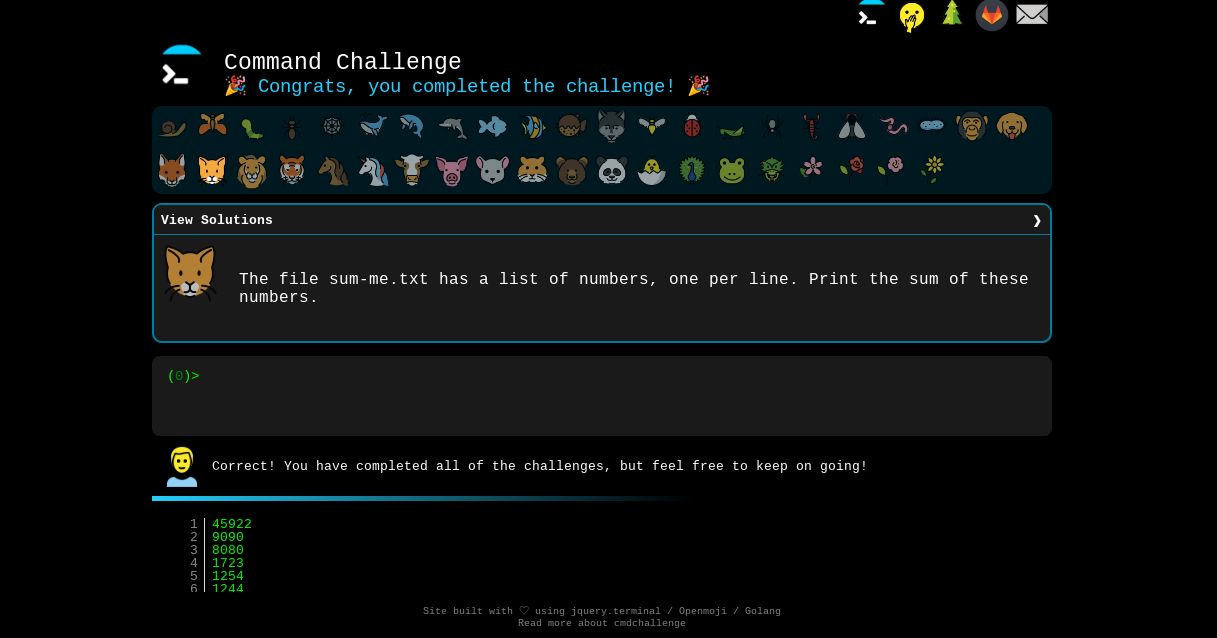 Command Challenge
🎉 Congrats, you completed the challenge! 🎉
View Solutions ❯
The file sum-me.txt has a list of numbers, one per line. Print the sum of these
numbers.
(0)>
Correct! You have completed all of the challenges, but feel free to keep on going!
1 45922
2 9090
3 8080
4 1723
5 1254
6 1244
Site built with ♡ using jquery.terminal / Openmoji / Golang
Read more about cmdchallenge